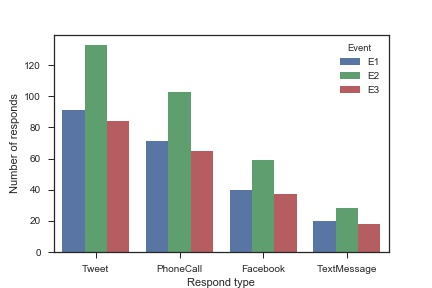 Event
E1
E2
E3
Number of responds
120
100
80
60
40
20
0
Tweet PhoneCall Facebook TextMessage
Respond type